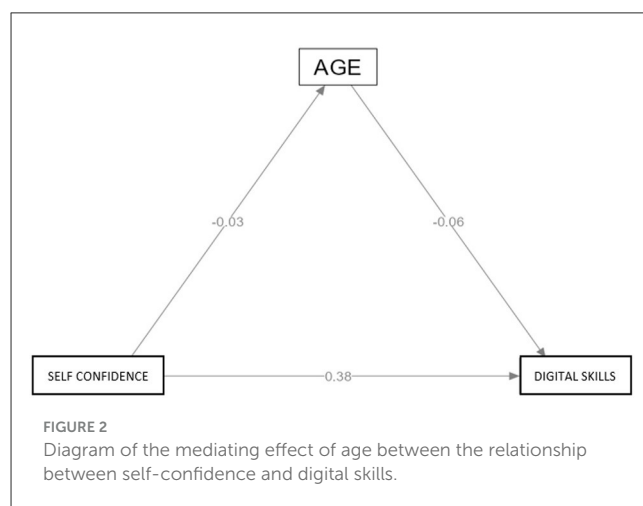 AGE
-0.03
-0.06
SELF CONFIDENCE
0.38
DIGITAL SKILLS
FIGURE 2
Diagram of the mediating effect of age between the relationship
between self-confidence and digital skills.